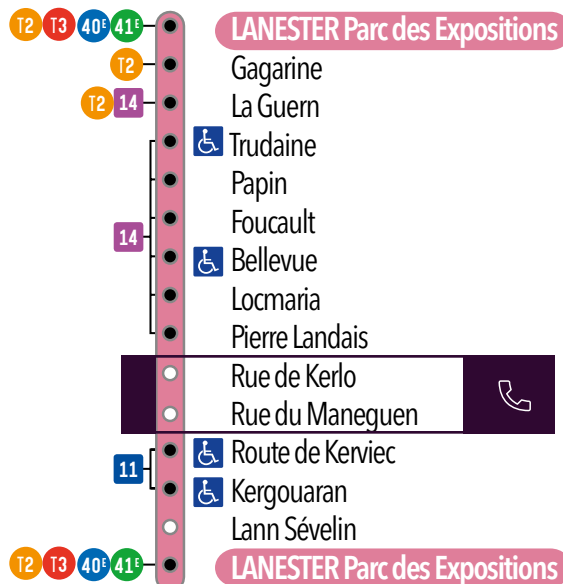 T2 T3 40E 41E LANESTER Parc des Expositions
T2 Gagarine
T2 14 La Guern
Trudaine
Papin
Foucault
14 Bellevue
Locmaria
Pierre Landais
Rue de Kerlo
Rue du Maneguen
Route de Kerviec
11 Kergouaran
Lann Sévelin
T2 T3 40E 41E LANESTER Parc des Expositions